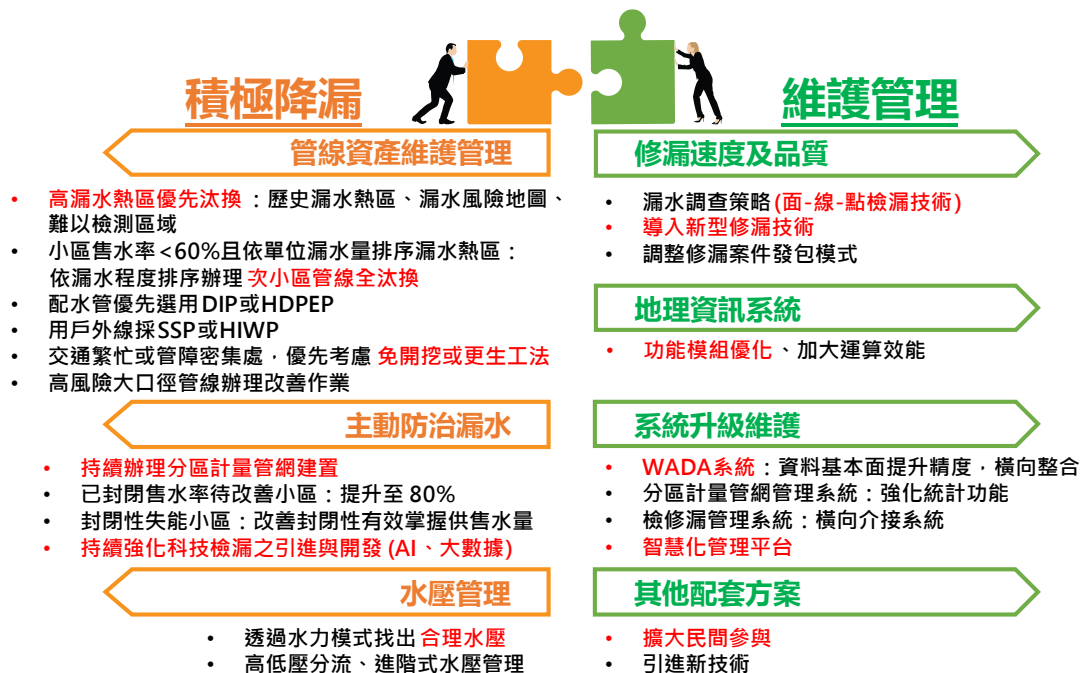 積極降漏
管線資產維護管理
• 高漏水熱區優先汰換：歷史漏水熱區、漏水風險地圖、
難以檢測區域
• 小區售水率<60%且依單位漏水量排序漏水熱區：
依漏水程度排序辦理次小區管線全汰換
• 配水管優先選用DIP或HDPEP
• 用戶外線採SSP或HIWP
• 交通繁忙或管障密集處，優先考慮免開挖或更生工法
• 高風險大口徑管線辦理改善作業
主動防治漏水
• 持續辦理分區計量管網建置
• 已封閉售水率待改善小區：提升至 80%
• 封閉性失能小區：改善封閉性有效掌握供售水量
• 持續強化科技檢漏之引進與開發 (AI、大數據)
水壓管理
• 透過水力模式找出合理水壓
• 高低壓分流、進階式水壓管理
維護管理
修漏速度及品質
• 漏水調查策略(面-線-點檢漏技術)
• 導入新型修漏技術
• 調整修漏案件發包模式
地理資訊系統
• 功能模組優化、加大運算效能
系統升級維護
• WADA系統：資料基本面提升精度，橫向整合
• 分區計量管網管理系統：強化統計功能
• 檢修漏管理系統：橫向介接系統
• 智慧化管理平台
其他配套方案
• 擴大民間參與
• 引進新技術